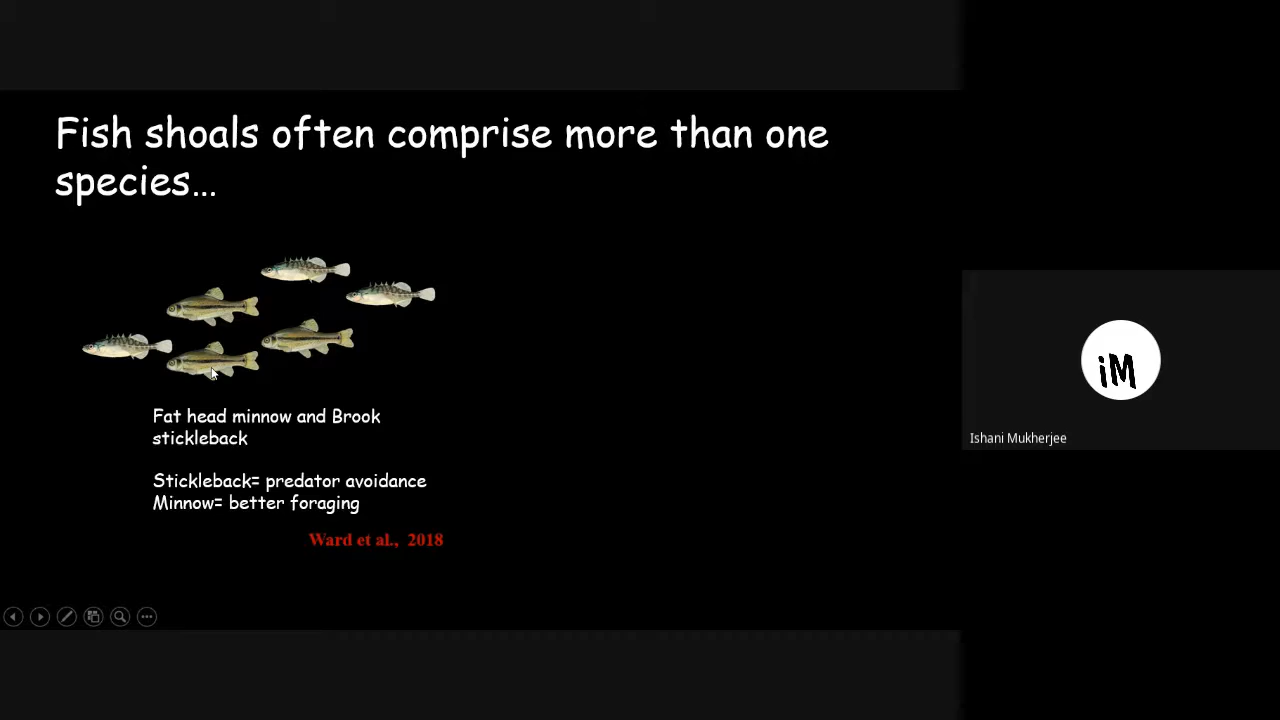 Fish shoals often comprise more than one
species...
Fat head minnow and Brook
stickleback
Stickleback= predator avoidance
Minnow= better foraging
Ward et al.,  2018
iM
Ishani Mukherjee